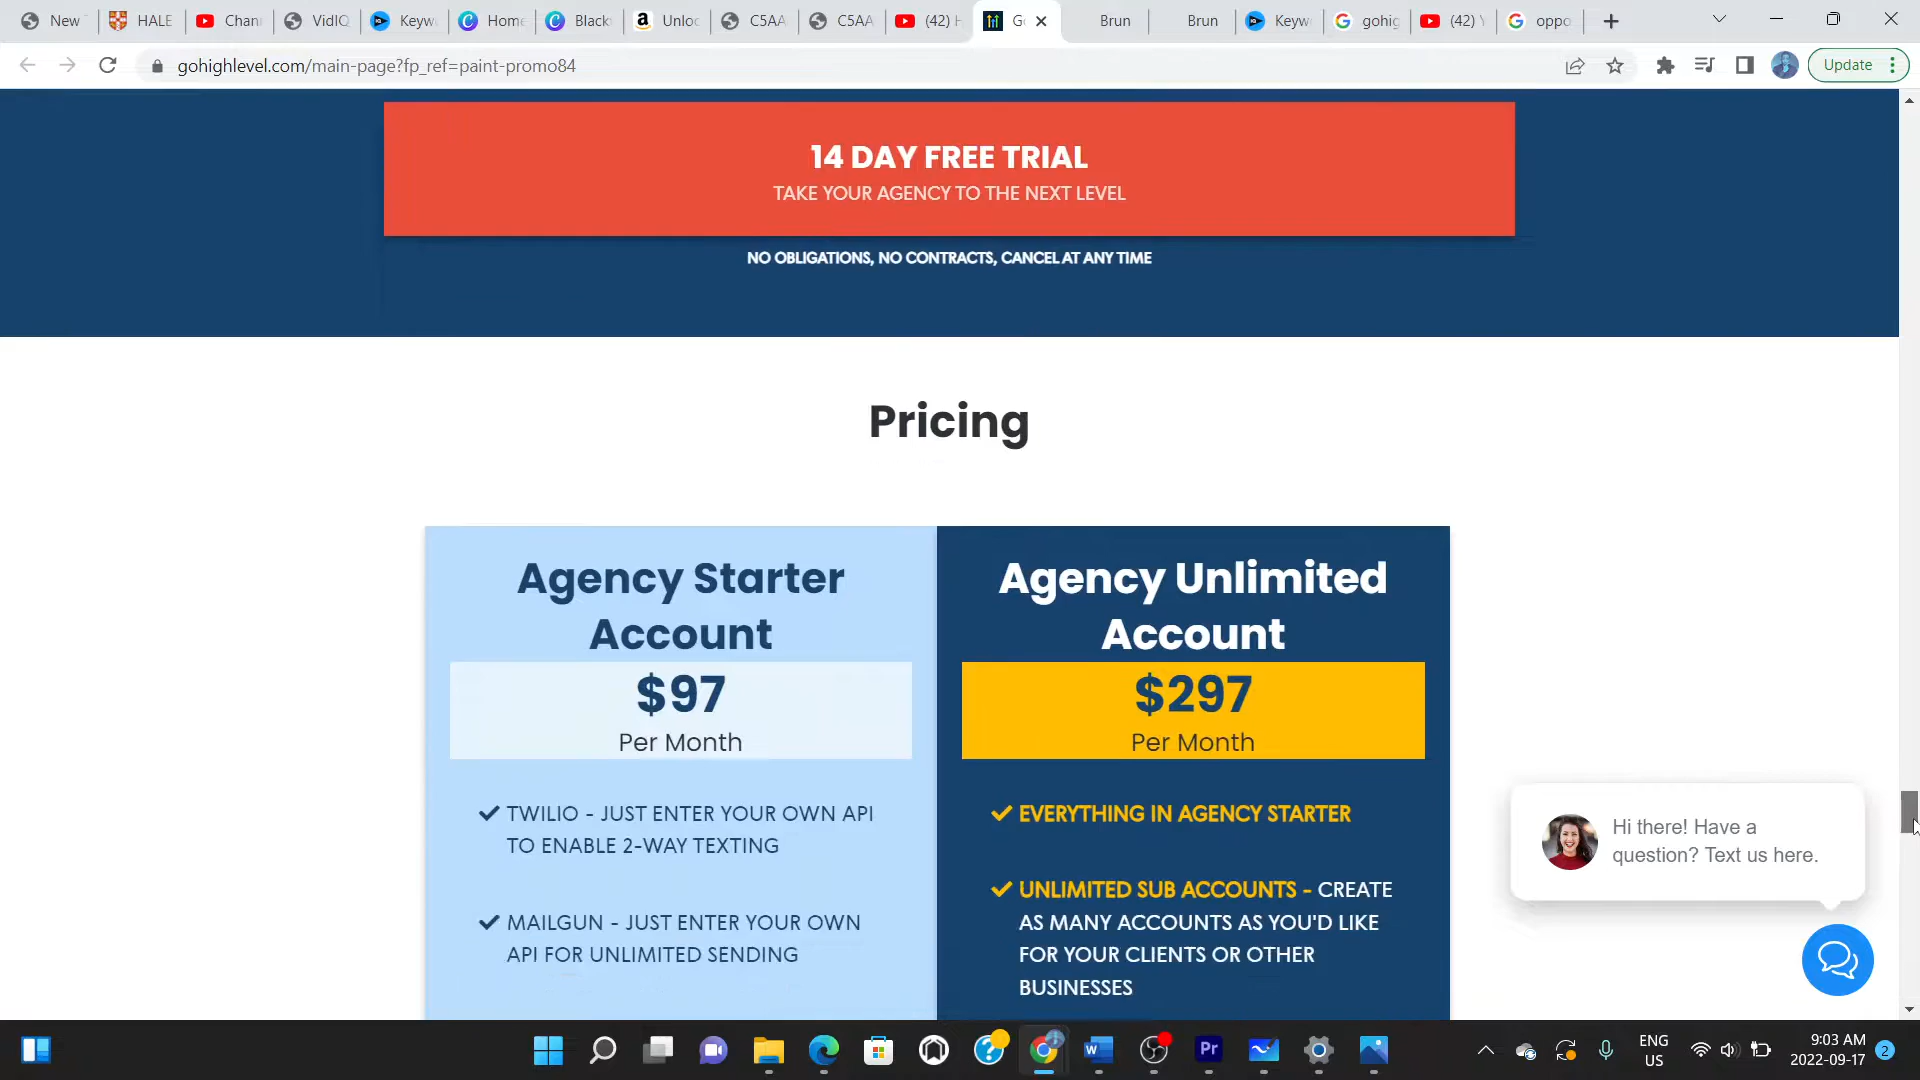 New
HALE
Chan
VidIQ
Keyw
Home
Black
Unlo
C5AA
C5AA
(42) H
G
Brun
Brun
Keyw
gohig
(42) Y
oppo
gohighlevel.com/main-page?fp_ref=paint-promo84
Update
14 DAY FREE TRIAL
TAKE YOUR AGENCY TO THE NEXT LEVEL
NO OBLIGATIONS, NO CONTRACTS, CANCEL AT ANY TIME
Pricing
Agency Starter
Account
$97
Per Month
TWILIO - JUST ENTER YOUR OWN API
TO ENABLE 2-WAY TEXTING
MAILGUN - JUST ENTER YOUR OWN
API FOR UNLIMITED SENDING
Agency Unlimited
Account
$297
Per Month
EVERYTHING IN AGENCY STARTER
UNLIMITED SUB ACCOUNTS - CREATE
AS MANY ACCOUNTS AS YOU'D LIKE
FOR YOUR CLIENTS OR OTHER
BUSINESSES
Hi there! Have a
question? Text us here.
ENG
US
9:03 AM
2022-09-17
2